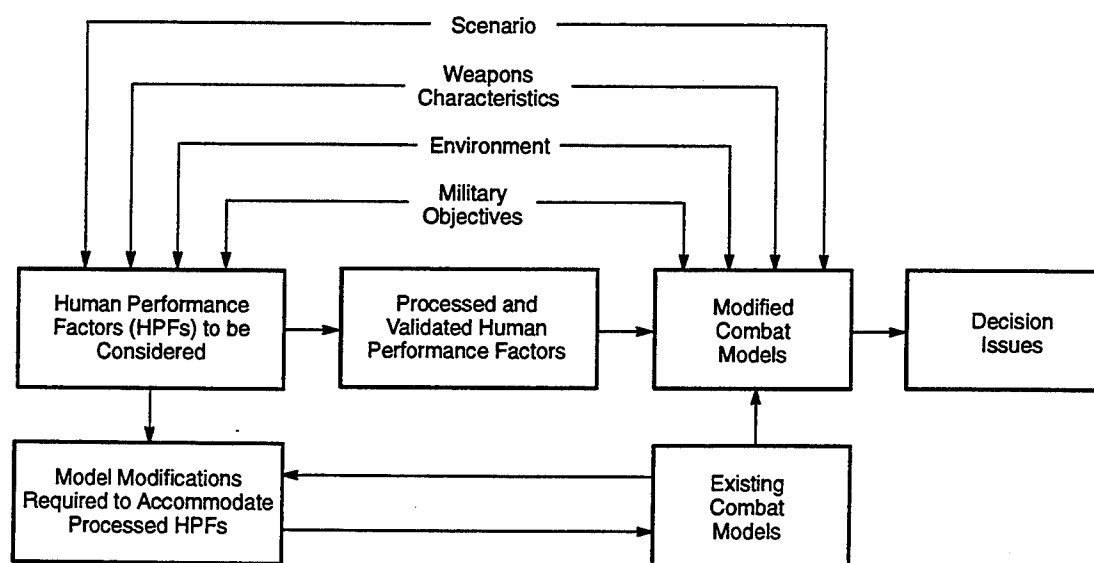 Scenario
Weapons
Characteristics
Environment
Military
Objectives
Human Performance
Factors (HPFs) to be
Considered
Processed and
Validated Human
Performance Factors
Modified
Combat
Models
Decision
Issues
Model Modifications
Required to Accommodate
Processed HPFs
Existing
Combat
Models